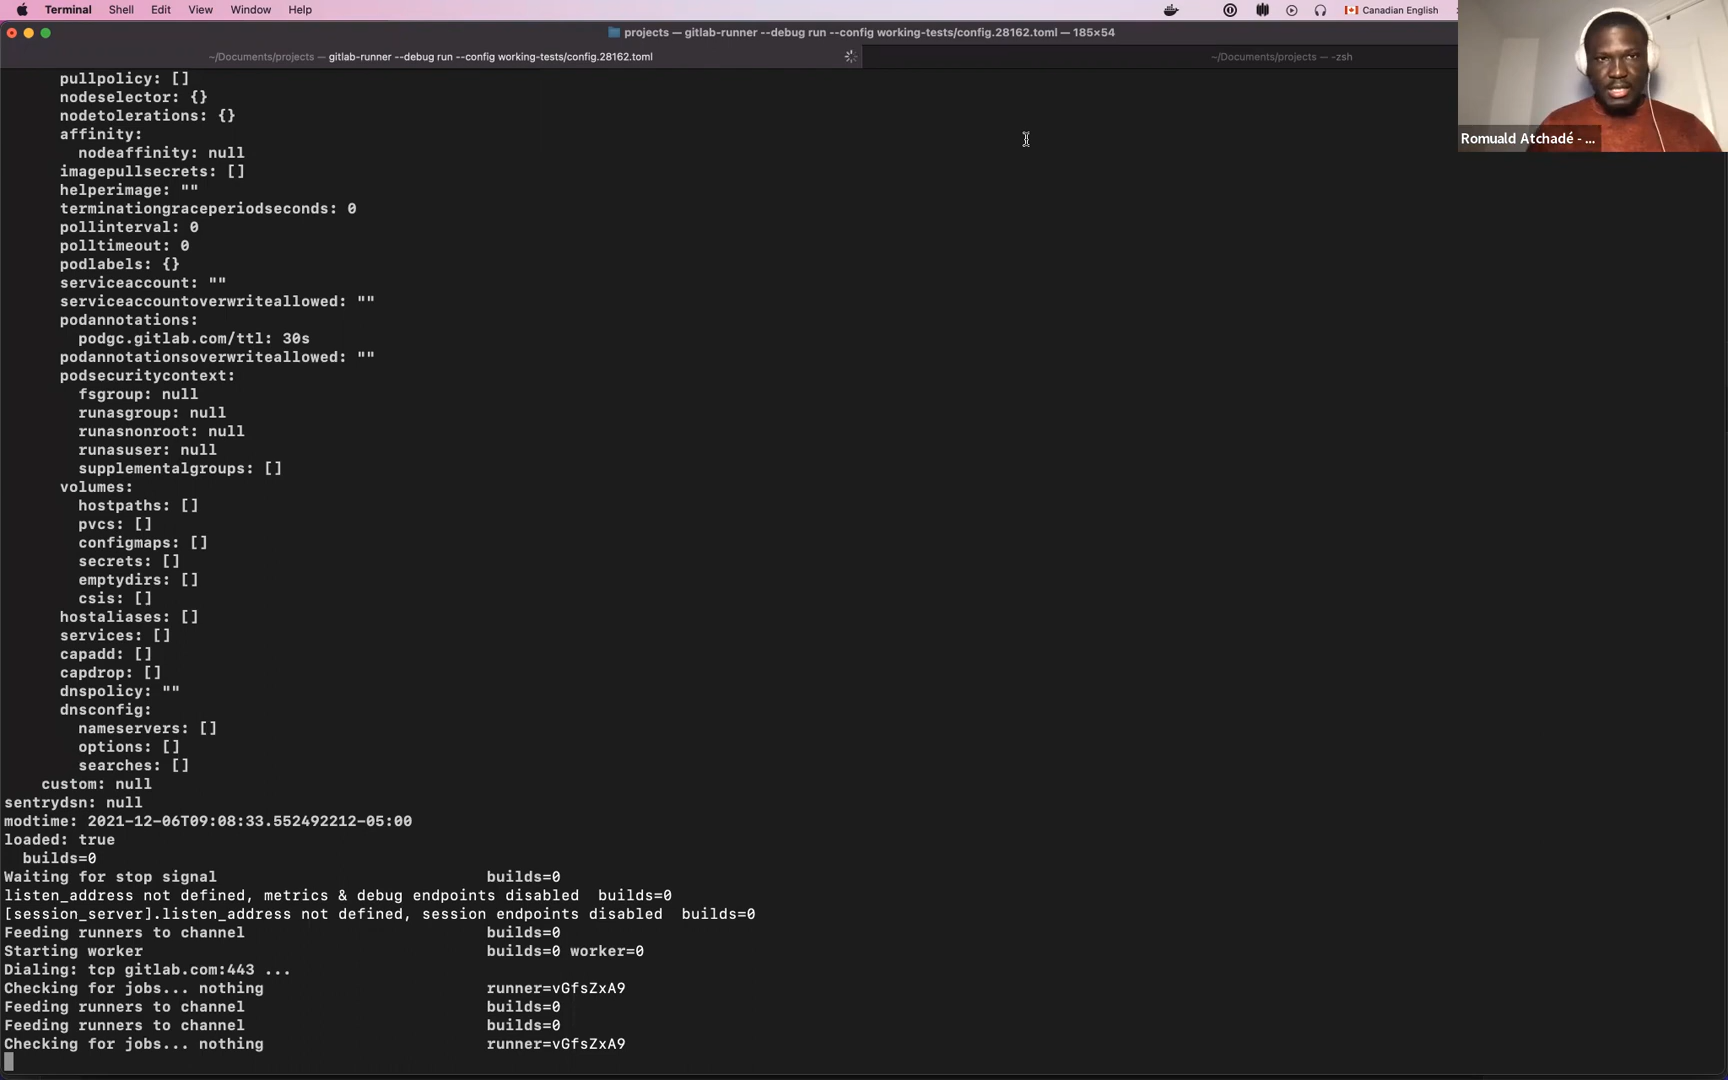 Terminal Shell Edit View Window Help Canadian English
projects — gitlab-runner --debug run --config working-tests/config.28162.toml — 185×54
~/Documents/projects — gitlab-runner --debug run --config working-tests/config.28162.toml
~/Documents/projects — -zsh
Romuald Atchadé - ...
pullpolicy: []
nodeselector: {}
nodetolerations: {}
affinity:
nodeaffinity: null
imagepullsecrets: []
helperimage: ""
terminationgraceperiodseconds: 0
pollinterval: 0
polltimeout: 0
podlabels: {}
serviceaccount: ""
serviceaccountoverwriteallowed: ""
podannotations:
podgc.gitlab.com/ttl: 30s
podannotationsoverwriteallowed: ""
podsecuritycontext:
fsgroup: null
runasgroup: null
runasnonroot: null
runasuser: null
supplementalgroups: []
volumes:
hostpaths: []
pvcs: []
configmaps: []
secrets: []
emptydirs: []
csis: []
hostaliases: []
services: []
capadd: []
capdrop: []
dnspolicy: ""
dnsconfig:
nameservers: []
options: []
searches: []
custom: null
sentrydsn: null
modtime: 2021-12-06T09:08:33.552492212-05:00
loaded: true
builds=0
Waiting for stop signal builds=0
listen_address not defined, metrics & debug endpoints disabled builds=0
[session_server].listen_address not defined, session endpoints disabled builds=0
Feeding runners to channel builds=0
Starting worker builds=0 worker=0
Dialing: tcp gitlab.com:443 ...
Checking for jobs... nothing runner=vGfsZxA9
Feeding runners to channel builds=0
Feeding runners to channel builds=0
Checking for jobs... nothing runner=vGfsZxA9